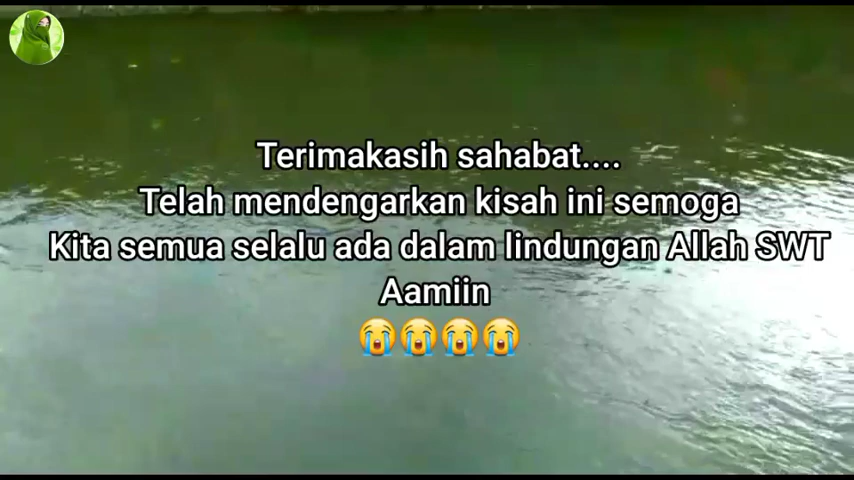 Terimakasih sahabat....
Telah mendengarkan kisah ini semoga
Kita semua selalu ada dalam lindungan Allah SWT
Aamiin
😭😭😭😭